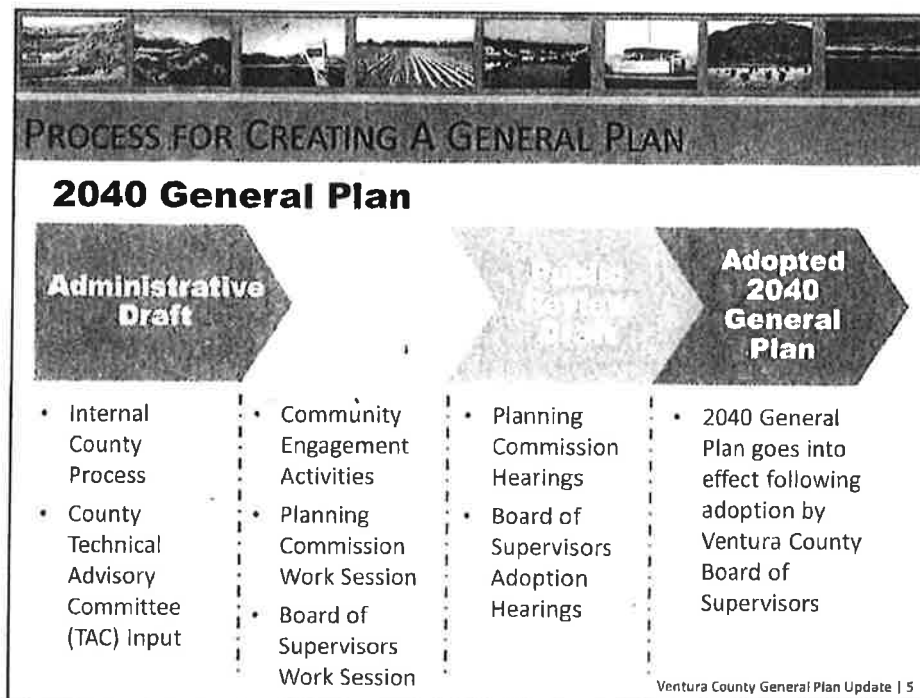 PROCESS FOR CREATING A GENERAL PLAN
2040 General Plan
Administrative
Draft
Adopted
2040
General
Plan
• Internal
County
Process
• County
Technical
Advisory
Committee
(TAC) Input
• Community
Engagement
Activities
• Planning
Commission
Work Session
• Board of
Supervisors
Work Session
• Planning
Commission
Hearings
• Board of
Supervisors
Adoption
Hearings
• 2040 General
Plan goes into
effect following
adoption by
Ventura County
Board of
Supervisors
Ventura County General Plan Update | 5